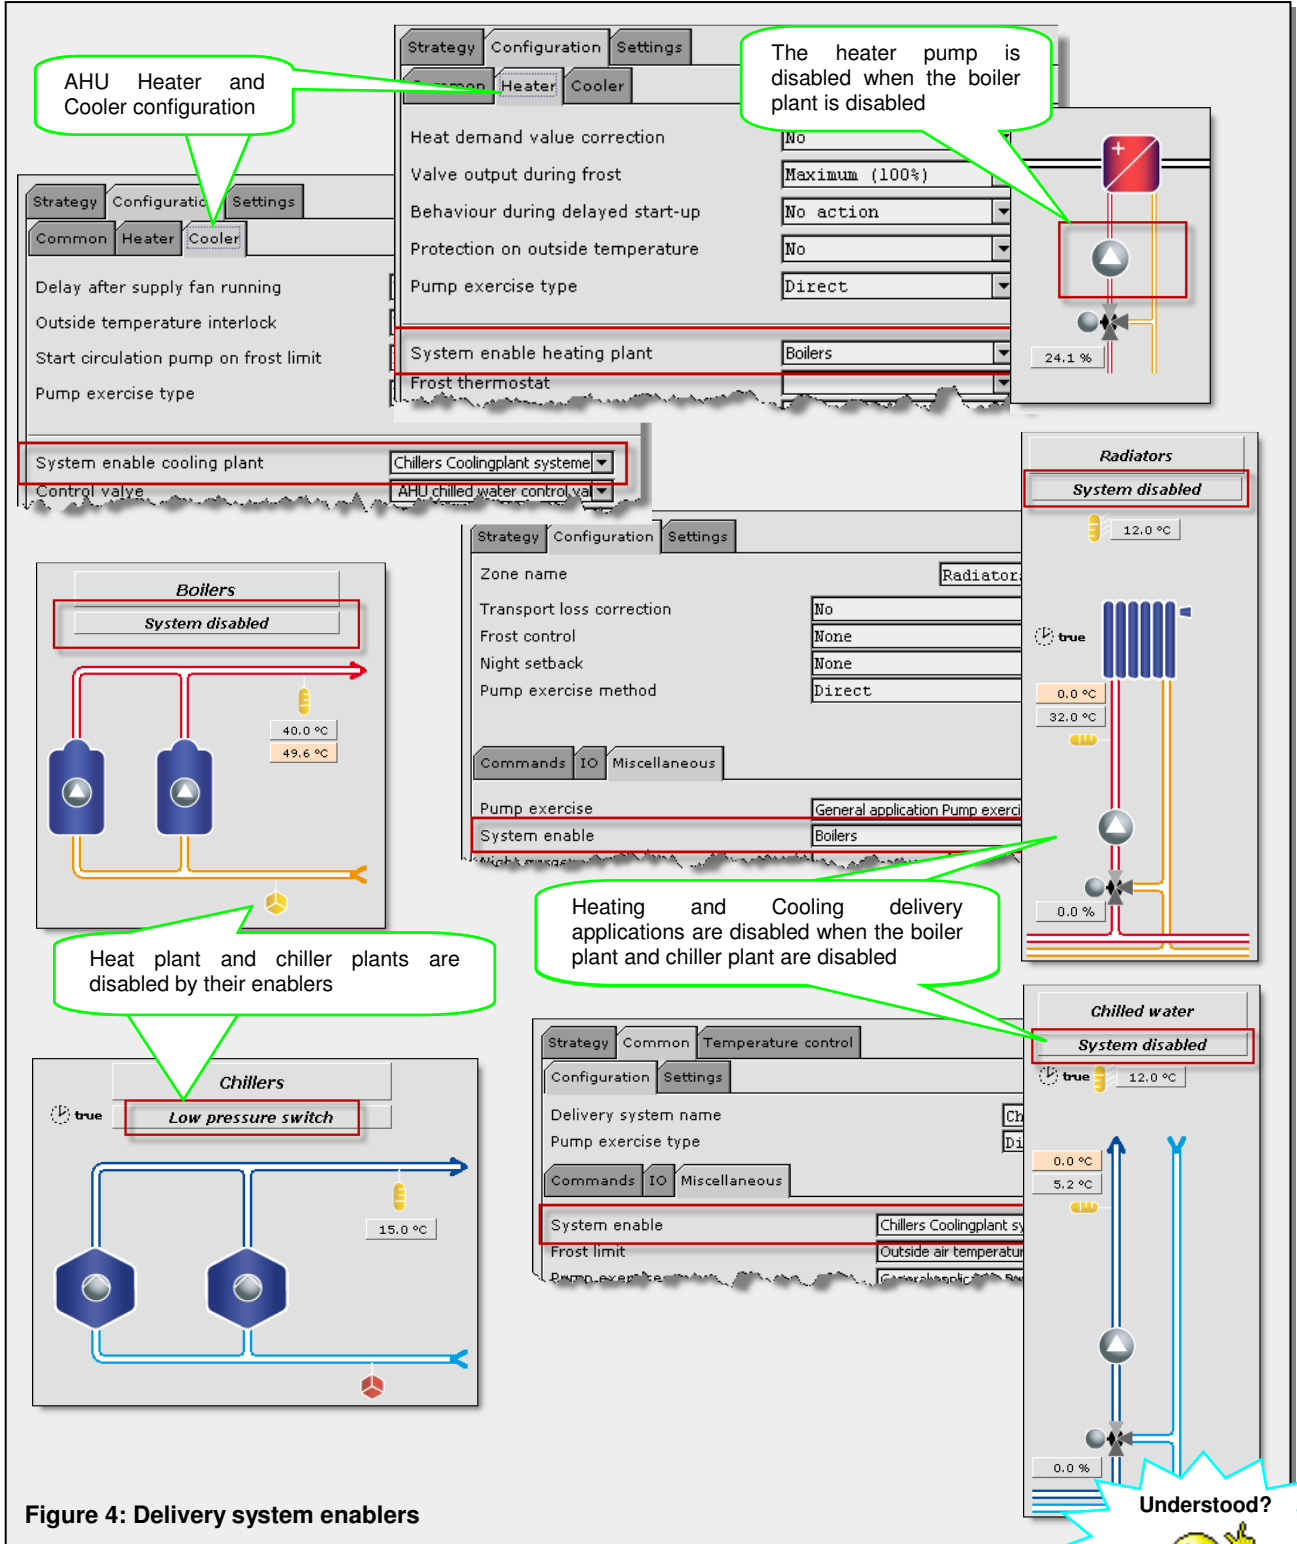 AHU Heater and
Cooler configuration
Strategy Configuration Settings
Heater Cooler
Heat demand value correction No
Valve output during frost Maximum (100%)
Behaviour during delayed start-up No action
Protection on outside temperature No
Pump exercise type Direct
System enable heating plant Boilers
Frost thermostat
The heater pump is
disabled when the boiler
plant is disabled
24.1 %
Strategy Configuration Settings
Common Heater Cooler
Delay after supply fan running
Outside temperature interlock
Start circulation pump on frost limit
Pump exercise type
System enable cooling plant Chillers Coolingplant systeme
Control valve AHU chilled water control val
Radiators
System disabled
12.0 °C
true
0.0 °C
32.0 °C
0.0 %
Strategy Configuration Settings
Zone name Radiators
Transport loss correction No
Frost control None
Night setback None
Pump exercise method Direct
Commands IO Miscellaneous
Pump exercise General application Pump exerci
System enable Boilers
Boilers
System disabled
40.0 °C
49.6 °C
Heat plant and chiller plants are
disabled by their enablers
Heating and Cooling delivery
applications are disabled when the boiler
plant and chiller plant are disabled
Chillers
true Low pressure switch
15.0 °C
Strategy Common Temperature control
Configuration Settings
Delivery system name Ch
Pump exercise type Di
Commands IO Miscellaneous
System enable Chillers Coolingplant sy
Frost limit Outside air temperatur
Chilled water
System disabled
true 12.0 °C
0.0 °C
5.2 °C
0.0 %
Figure 4: Delivery system enablers
Understood?